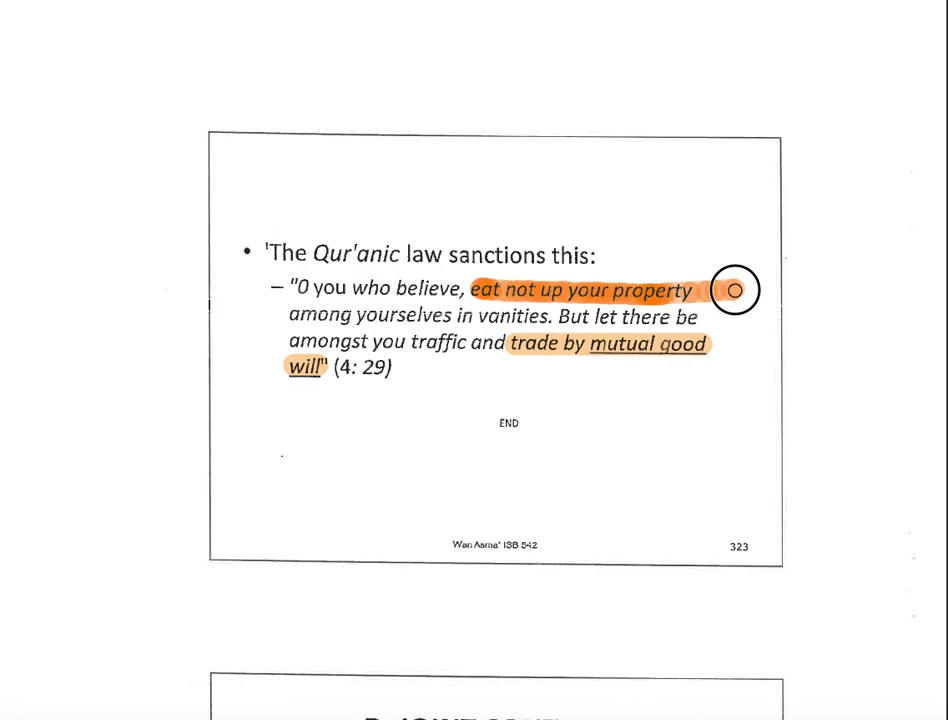 • 'The Qur'anic law sanctions this:
– "0 you who believe, eat not up your property
among yourselves in vanities. But let there be
amongst you traffic and trade by mutual good
will" (4: 29)
END
Wan Asma' ISB 542
323